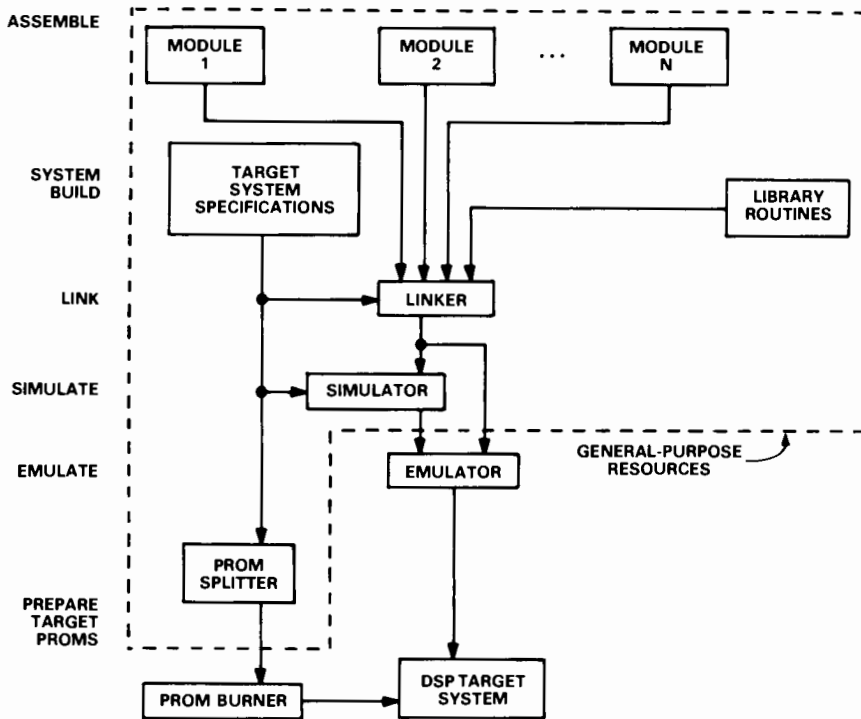 ASSEMBLE
MODULE
1
MODULE
2
...
MODULE
N
SYSTEM
BUILD
TARGET
SYSTEM
SPECIFICATIONS
LIBRARY
ROUTINES
LINK
LINKER
SIMULATE
SIMULATOR
EMULATE
EMULATOR
GENERAL-PURPOSE
RESOURCES
PROM
SPLITTER
PREPARE
TARGET
PROMS
PROM BURNER
DSP TARGET
SYSTEM